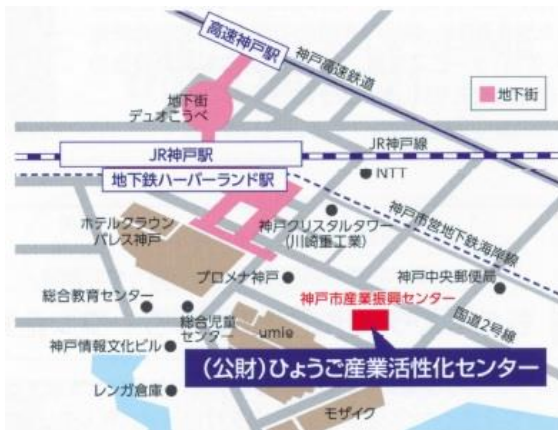 高速神戸駅
神戸高速鉄道
地下街
地下街
デュオこうべ
JR神戸線
JR神戸駅
地下鉄ハーバーランド駅
NTT
神戸市営地下鉄海岸線
ホテルクラウン
パレス神戸
神戸クリスタルタワー
(川崎重工業)
プロメナ神戸
神戸中央郵便局
総合教育センター
神戸市産業振興センター
総合児童
センター
umie
国道2号線
神戸情報文化ビル
(公財)ひょうご産業活性化センター
レンガ倉庫
モザイク